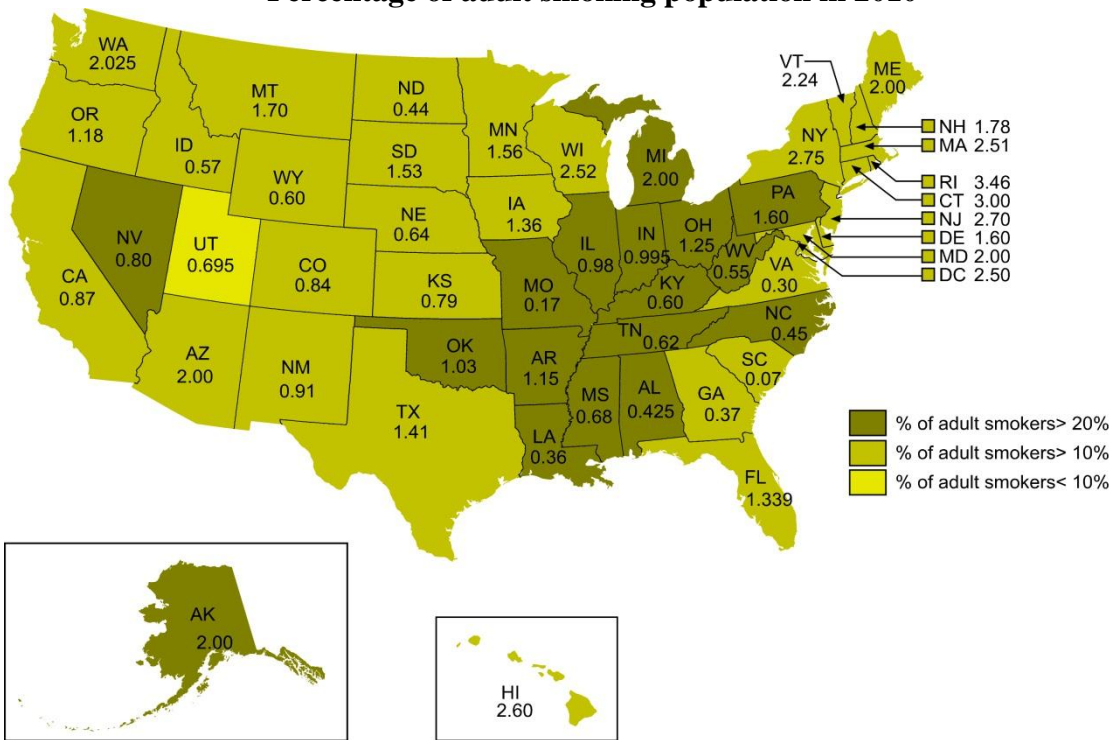 Percentage of adult smoking population in 2010
WA
2.025
MT
1.70
ND
0.44
MN
1.56
VT
2.24
ME
2.00
OR
1.18
ID
0.57
WY
0.60
SD
1.53
WI
2.52
MI
2.00
NY
2.75
NH 1.78
MA 2.51
RI 3.46
CT 3.00
NJ 2.70
DE 1.60
MD 2.00
DC 2.50
NE
0.64
IA
1.36
PA
1.60
NV
0.80
UT
0.695
CO
0.84
KS
0.79
IL
0.98
IN
0.995
OH
1.25
WV
0.55
VA
0.30
CA
0.87
MO
0.17
KY
0.60
NC
0.45
TN
0.62
AZ
2.00
NM
0.91
OK
1.03
AR
1.15
SC
0.07
MS
0.68
AL
0.425
GA
0.37
TX
1.41
LA
0.36
FL
1.339
% of adult smokers> 20%
% of adult smokers> 10%
% of adult smokers< 10%
AK
2.00
HI
2.60